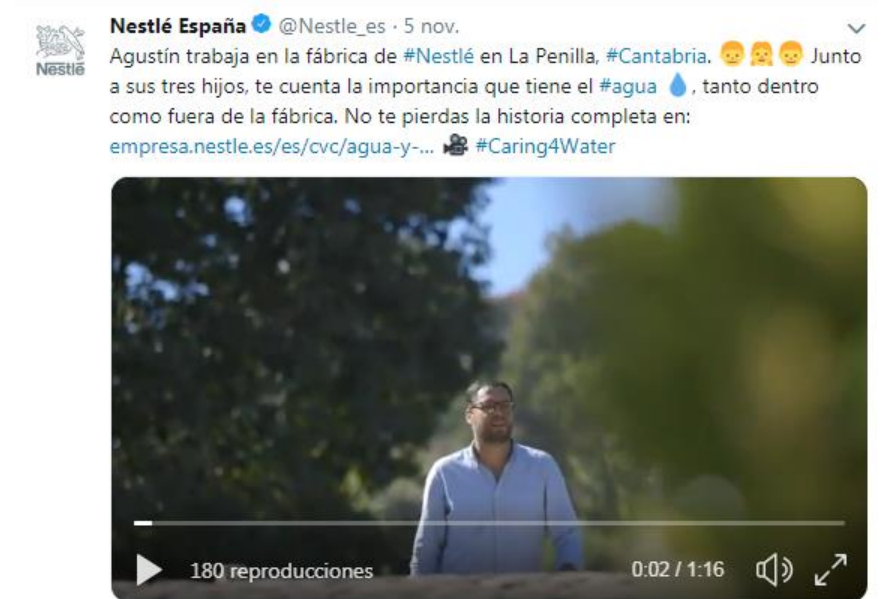 Nestlé España @Nestle_es · 5 nov.
Nestlé
Agustín trabaja en la fábrica de #Nestlé en La Penilla, #Cantabria. 👦👧👦 Junto
a sus tres hijos, te cuenta la importancia que tiene el #agua 💧, tanto dentro
como fuera de la fábrica. No te pierdas la historia completa en:
empresa.nestle.es/es/cvc/agua-y-... 🎥 #Caring4Water
180 reproducciones
0:02 / 1:16